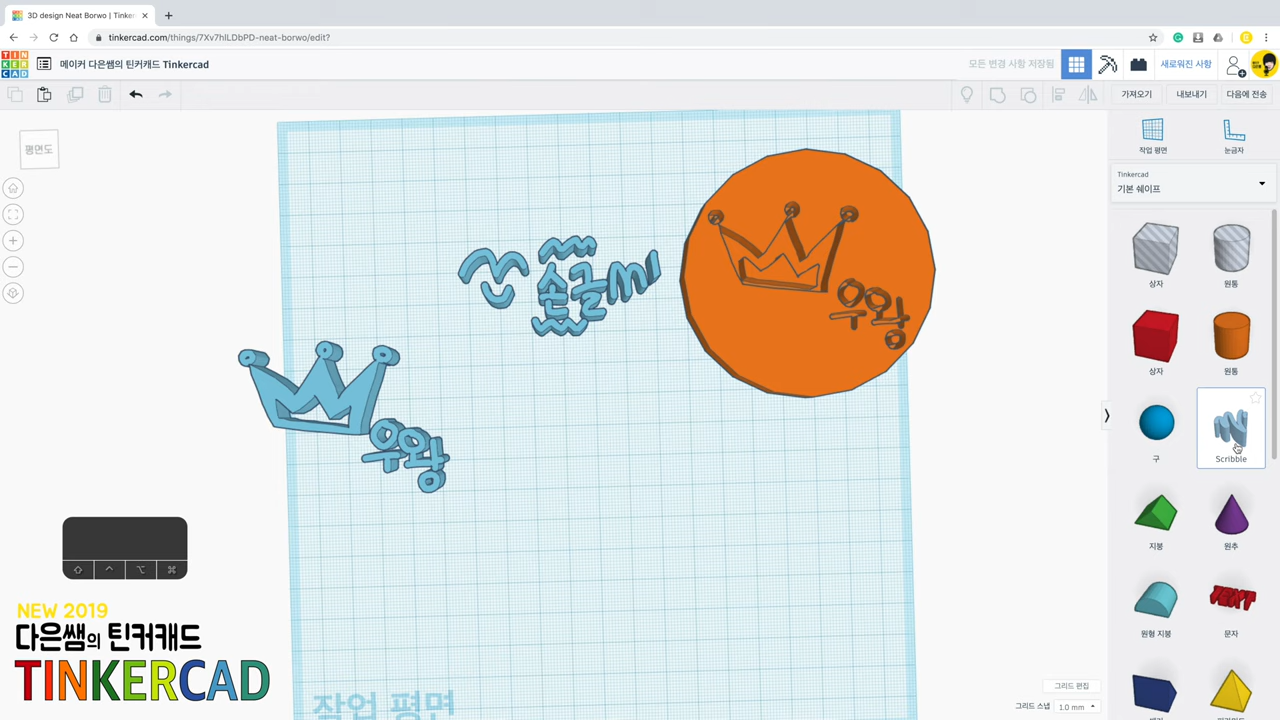 3D design Neat Borwo | Tinker
tinkercad.com/things/7Xv7hlLDbPD-neat-borwo/edit?
TIN
KER
CAD
메이커 다은쌤의 틴커캐드 Tinkercad
모든 변경 사항 저장됨
새로워진 사항
가져오기
내보내기
다음에 전송
평면도
작업 평면
눈금자
Tinkercad
기본 쉐이프
손글씨
우왕
우왕
상자
원통
상자
원통
구
Scribble
지붕
원추
원형 지붕
TEXT
문자
NEW 2019
다은쌤의 틴커캐드
TINKERCAD
작업 평면
그리드 편집
그리드 스냅
1.0 mm